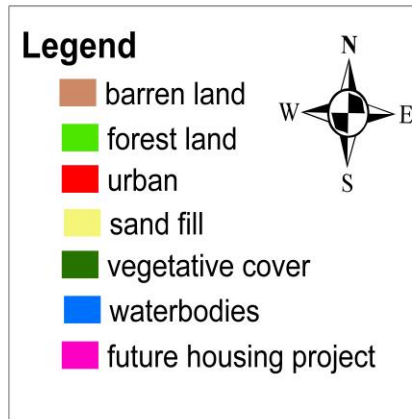 Legend
N
W
E
S
barren land
forest land
urban
sand fill
vegetative cover
waterbodies
future housing project